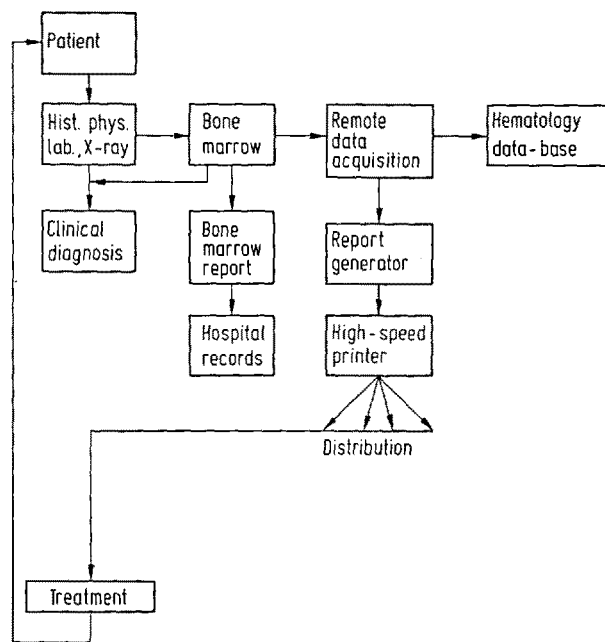 Patient
Hist. phys.
lab., X-ray
Bone
marrow
Remote
data
acquisition
Hematology
data-base
Clinical
diagnosis
Bone
marrow
report
Report
generator
Hospital
records
High-speed
printer
Distribution
Treatment